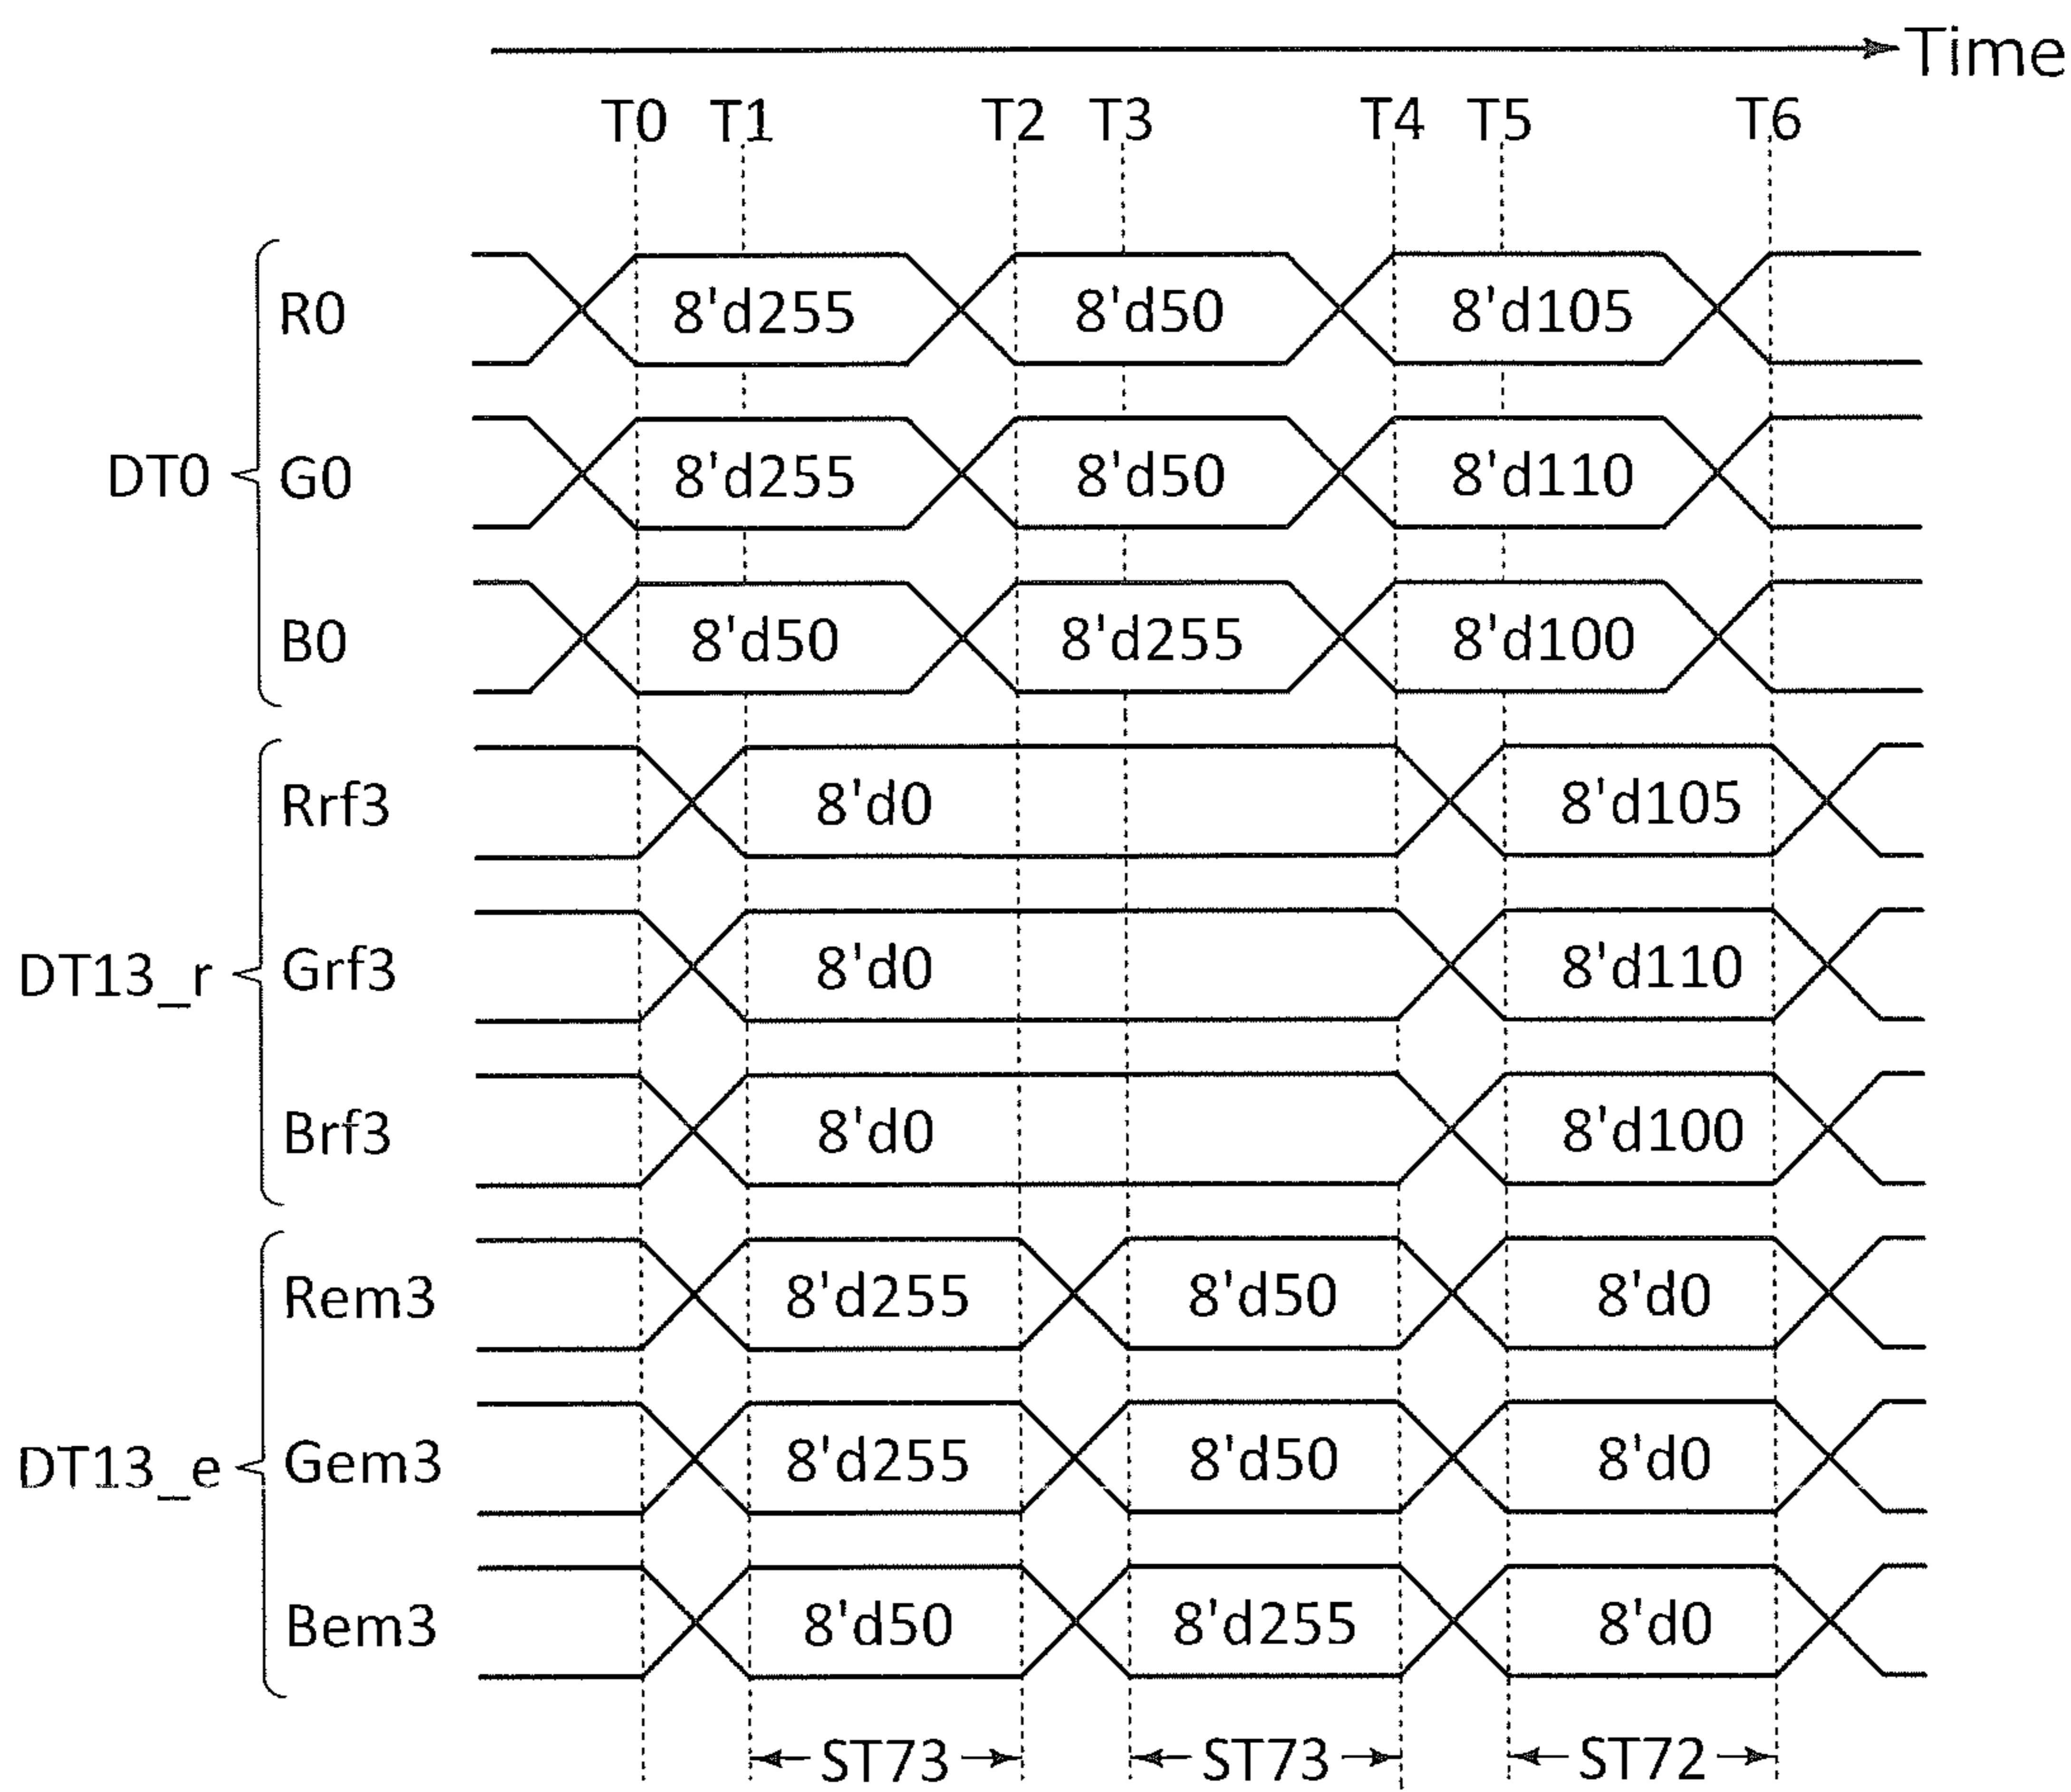 Time
T0 T1 T2 T3 T4 T5 T6
R0 8'd255 8'd50 8'd105
DT0 G0 8'd255 8'd50 8'd110
B0 8'd50 8'd255 8'd100
Rrf3 8'd0 8'd105
DT13_r Grf3 8'd0 8'd110
Brf3 8'd0 8'd100
Rem3 8'd255 8'd50 8'd0
DT13_e Gem3 8'd255 8'd50 8'd0
Bem3 8'd50 8'd255 8'd0
ST73 ST73 ST72